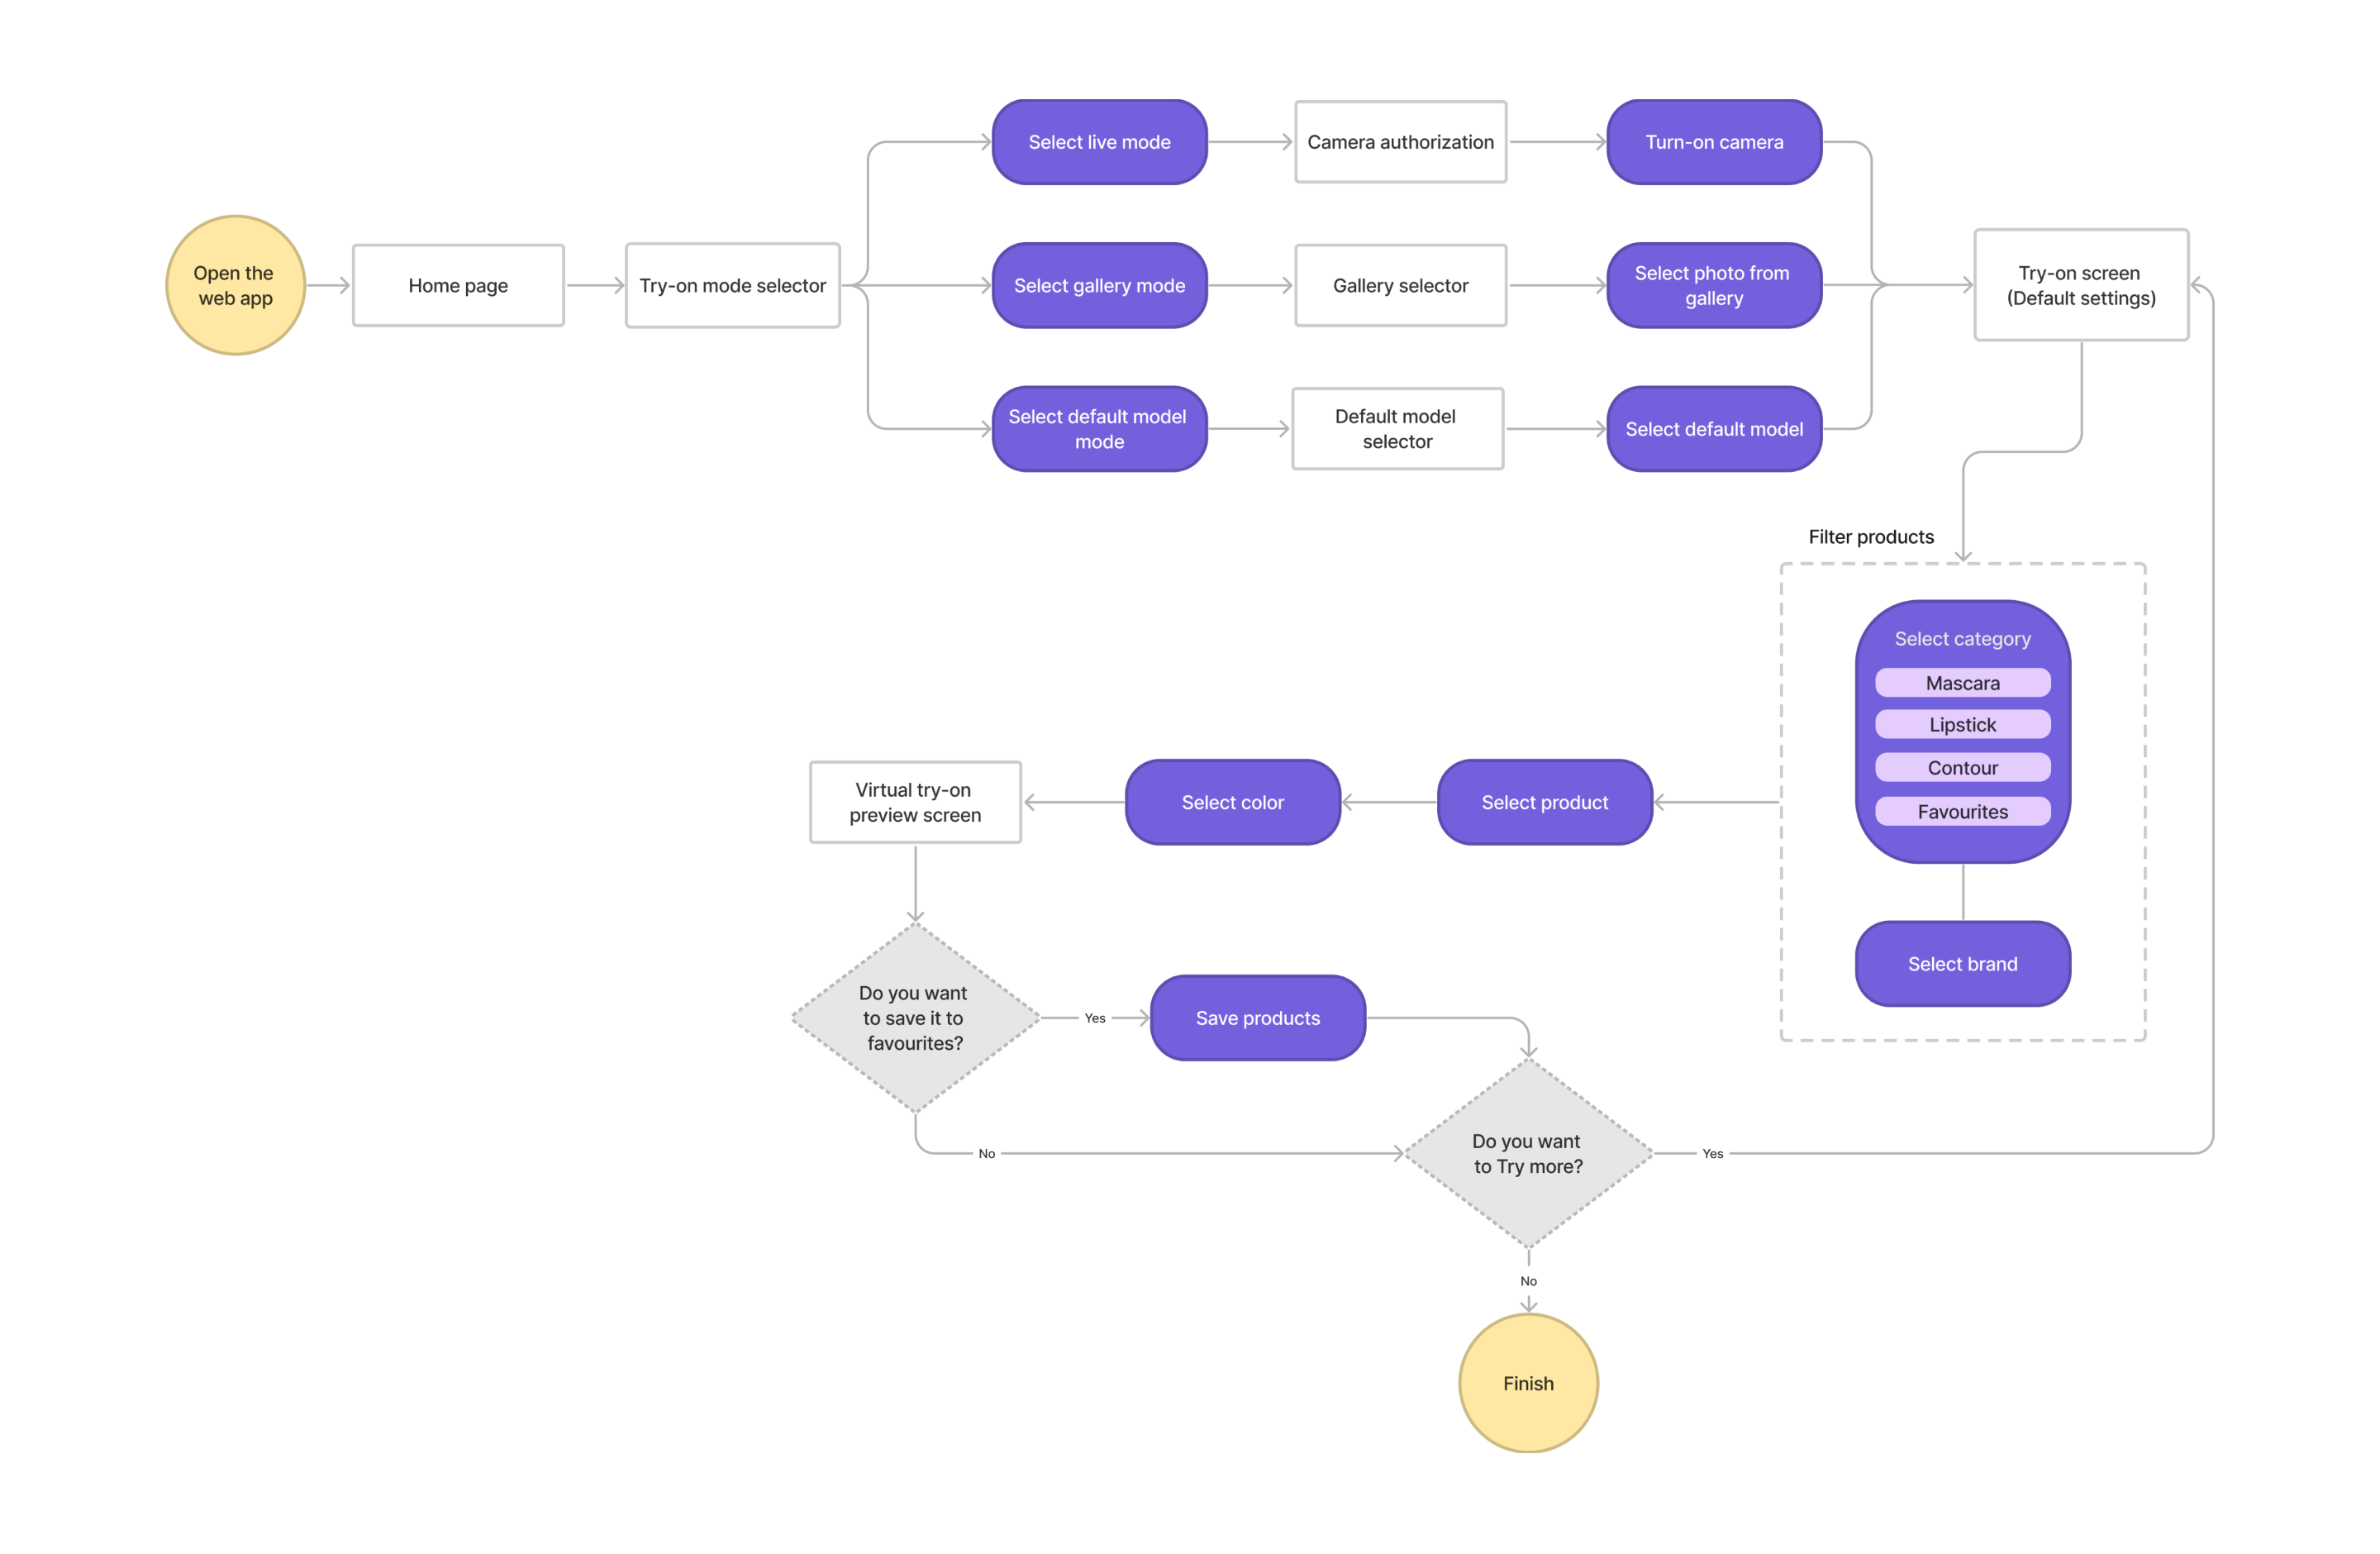 Select live mode
Camera authorization
Turn-on camera
Open the
web app
Home page
Try-on mode selector
Select gallery mode
Gallery selector
Select photo from
gallery
Try-on screen
(Default settings)
Select default model
mode
Default model
selector
Select default model
Filter products
Select category
Mascara
Lipstick
Contour
Favourites
Select brand
Select product
Select color
Virtual try-on
preview screen
Do you want
to save it to
favourites?
Yes
Save products
No
Do you want
to Try more?
Yes
No
Finish